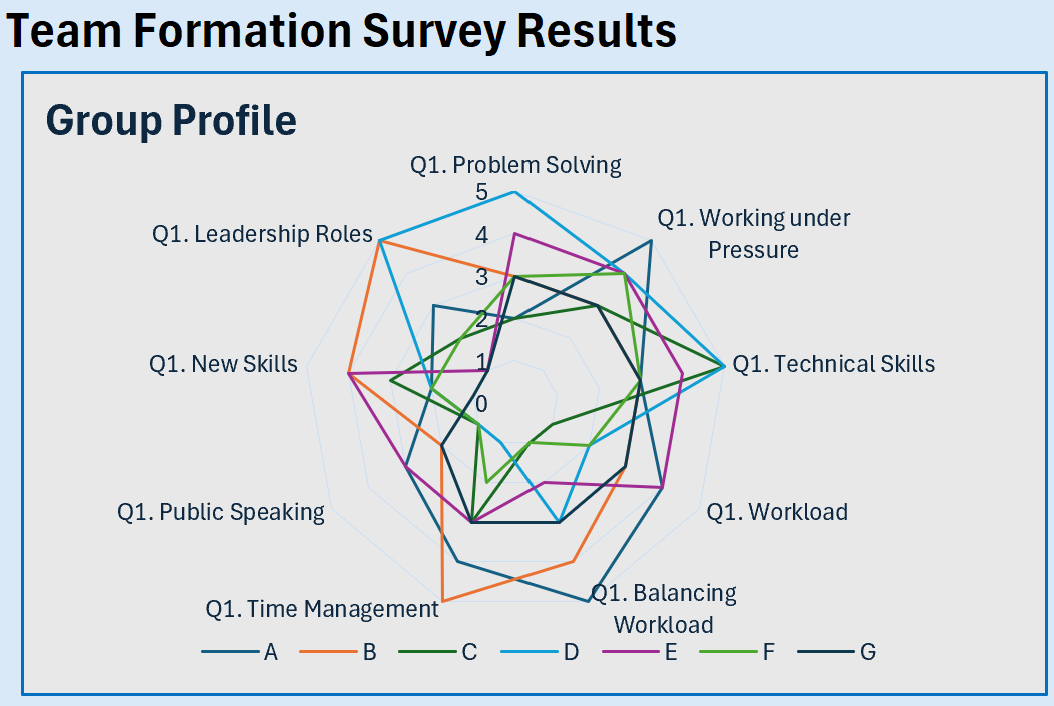 Team Formation Survey Results
Group Profile
Q1. Problem Solving
5
Q1. Working under
Pressure
Q1. Leadership Roles
4
3
2
Q1. New Skills
1
Q1. Technical Skills
0
Q1. Public Speaking
Q1. Workload
Q1. Time Management
Q1. Balancing
Workload
A B C D E F G